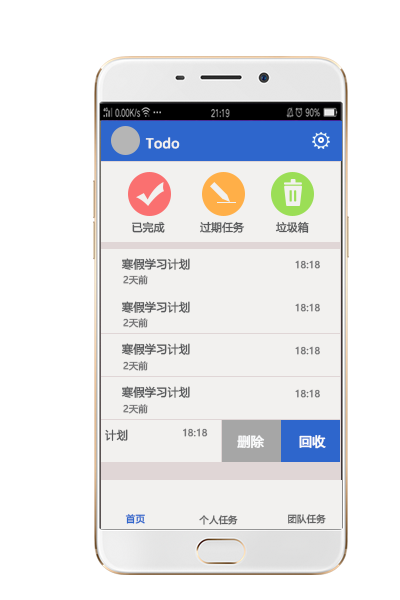 0.00K/s ··· 21:19 90%
Todo
已完成 过期任务 垃圾箱
寒假学习计划 18:18
2天前
寒假学习计划 18:18
2天前
寒假学习计划 18:18
2天前
寒假学习计划 18:18
2天前
计划 18:18 删除 回收
首页 个人任务 团队任务